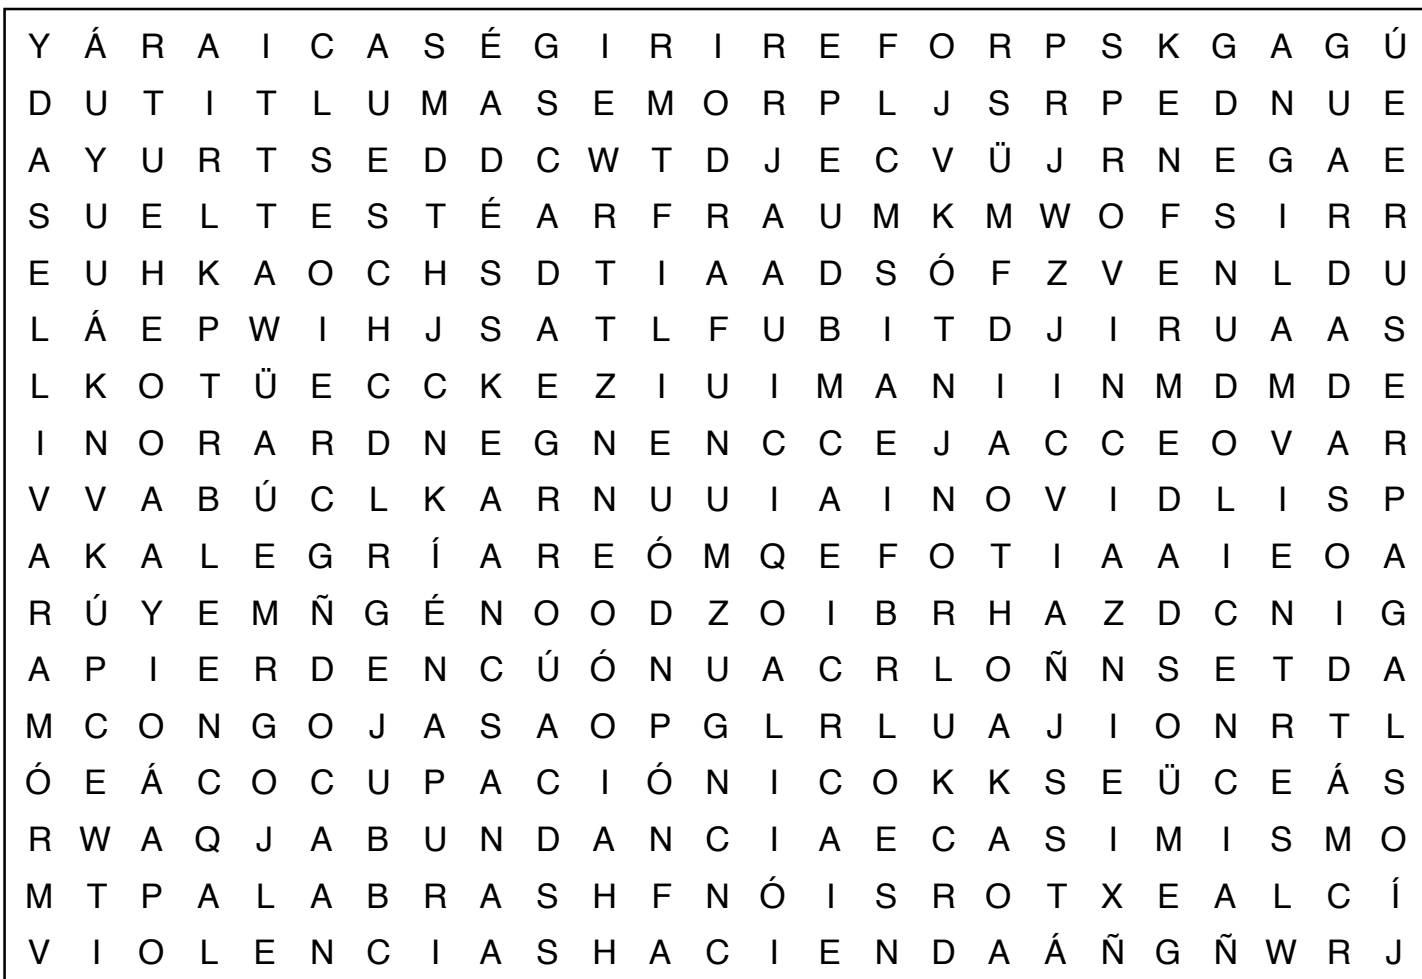 Y Á R A I C A S É G I R I R E F O R P S K G A G Ú
D U T I T L U M A S E M O R P L J S R P E D N U E
A Y U R T S E D D C W T D J E C V Ü J R N E G A E
S U E L T E S T É A R F R A U M K M W O F S I R R
E U H K A O C H S D T I A A D S Ó F Z V E N L D U
L Á E P W I H J S A T L F U B I T D J I R U A A S
L K O T Ü E C C K E Z I U I M A N I I N M D M D E
I N O R A R D N E G N E N C C E J A C C E O V A R
V V A B Ú C L K A R N U U I A I N O V I D L I S P
A K A L E G R Í A R E Ó M Q E F O T I A A I E O A
R Ú Y E M Ñ G É N O O D Z O I B R H A Z D C N I G
A P I E R D E N C Ú Ó N U A C R L O Ñ N S E T D A
M C O N G O J A S A O P G L R L U A J I O N R T L
Ó E Á C O C U P A C I Ó N I C O K K S E Ü C E Á S
R W A Q J A B U N D A N C I A E C A S I M I S M O
M T P A L A B R A S H F N Ó I S R O T X E A L C Í
V I O L E N C I A S H A C I E N D A Á Ñ G Ñ W R J